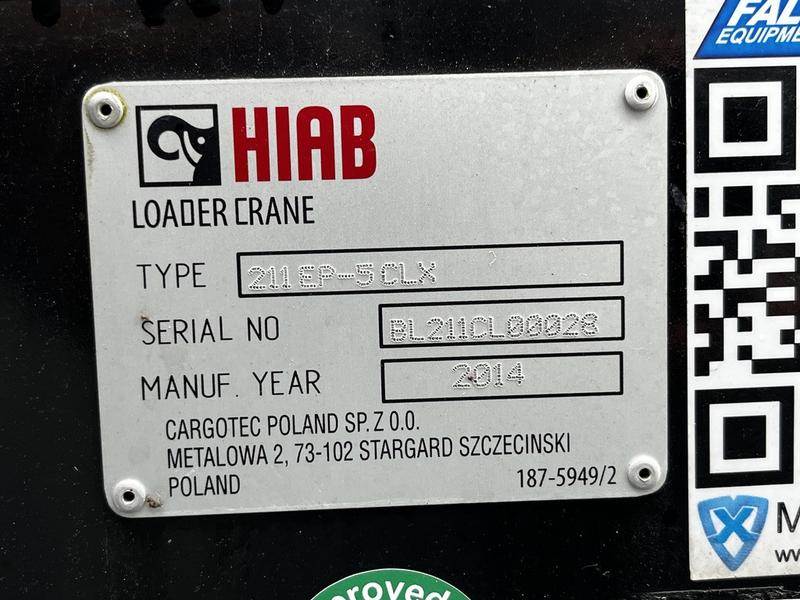 HIAB
LOADER CRANE
TYPE 211EP-5CLX
SERIAL NO BL211CL00028
MANUF. YEAR 2014
CARGOTEC POLAND SP. Z O.O.
METALOWA 2, 73-102 STARGARD SZCZECINSKI
POLAND 187-5949/2